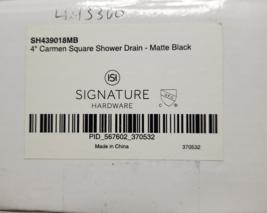 SH439018MB
4" Carmen Square Shower Drain - Matte Black
SIGNATURE
HARDWARE
PID_567602_370532
Made in China
370532